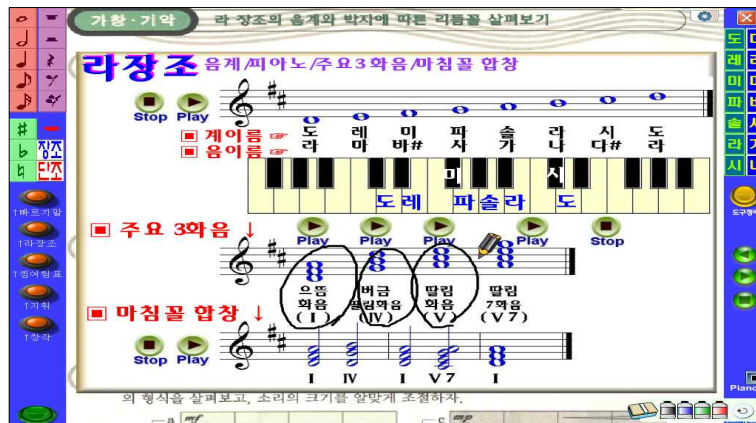 가창·기악 라 장조의 음계와 박자에 따른 리듬꼴 살펴보기
라장조 음계/피아노/주요3화음/마침꼴 합창
Stop Play
▣ 계이름 ☞ 도 레 미 파 솔 라 시 도
▣ 음이름 ☞ 라 마 바# 사 가 나 다# 라
미 시
도 레 파 솔 라 도
▣ 주요 3화음 ↓
Play Play Play Play Stop
으뜸 버금 딸림 딸림
화음 딸림화음 화음 7화음
(I) (IV) (V) (V7)
▣ 마침꼴 합창 ↓
Stop Play
I IV I V7 I
의 형식을 살펴보고, 소리의 크기를 알맞게 조절하자.
a mf c mp
장조
단조
↑바르기말
↑라장조
↑셈여림표
↑지휘
↑창작
도
레
미
파
솔
라
시
Piano